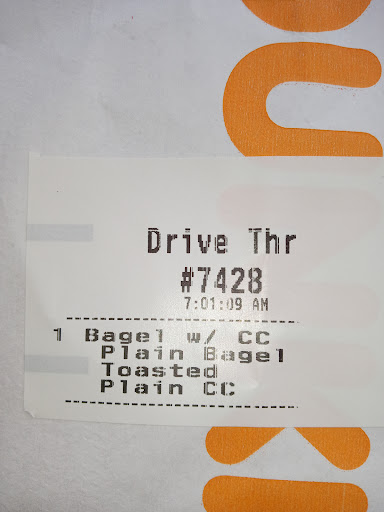 Drive Thr
#7428
7:01:09 AM
1 Bagel w/ CC
Plain Bagel
Toasted
Plain CC